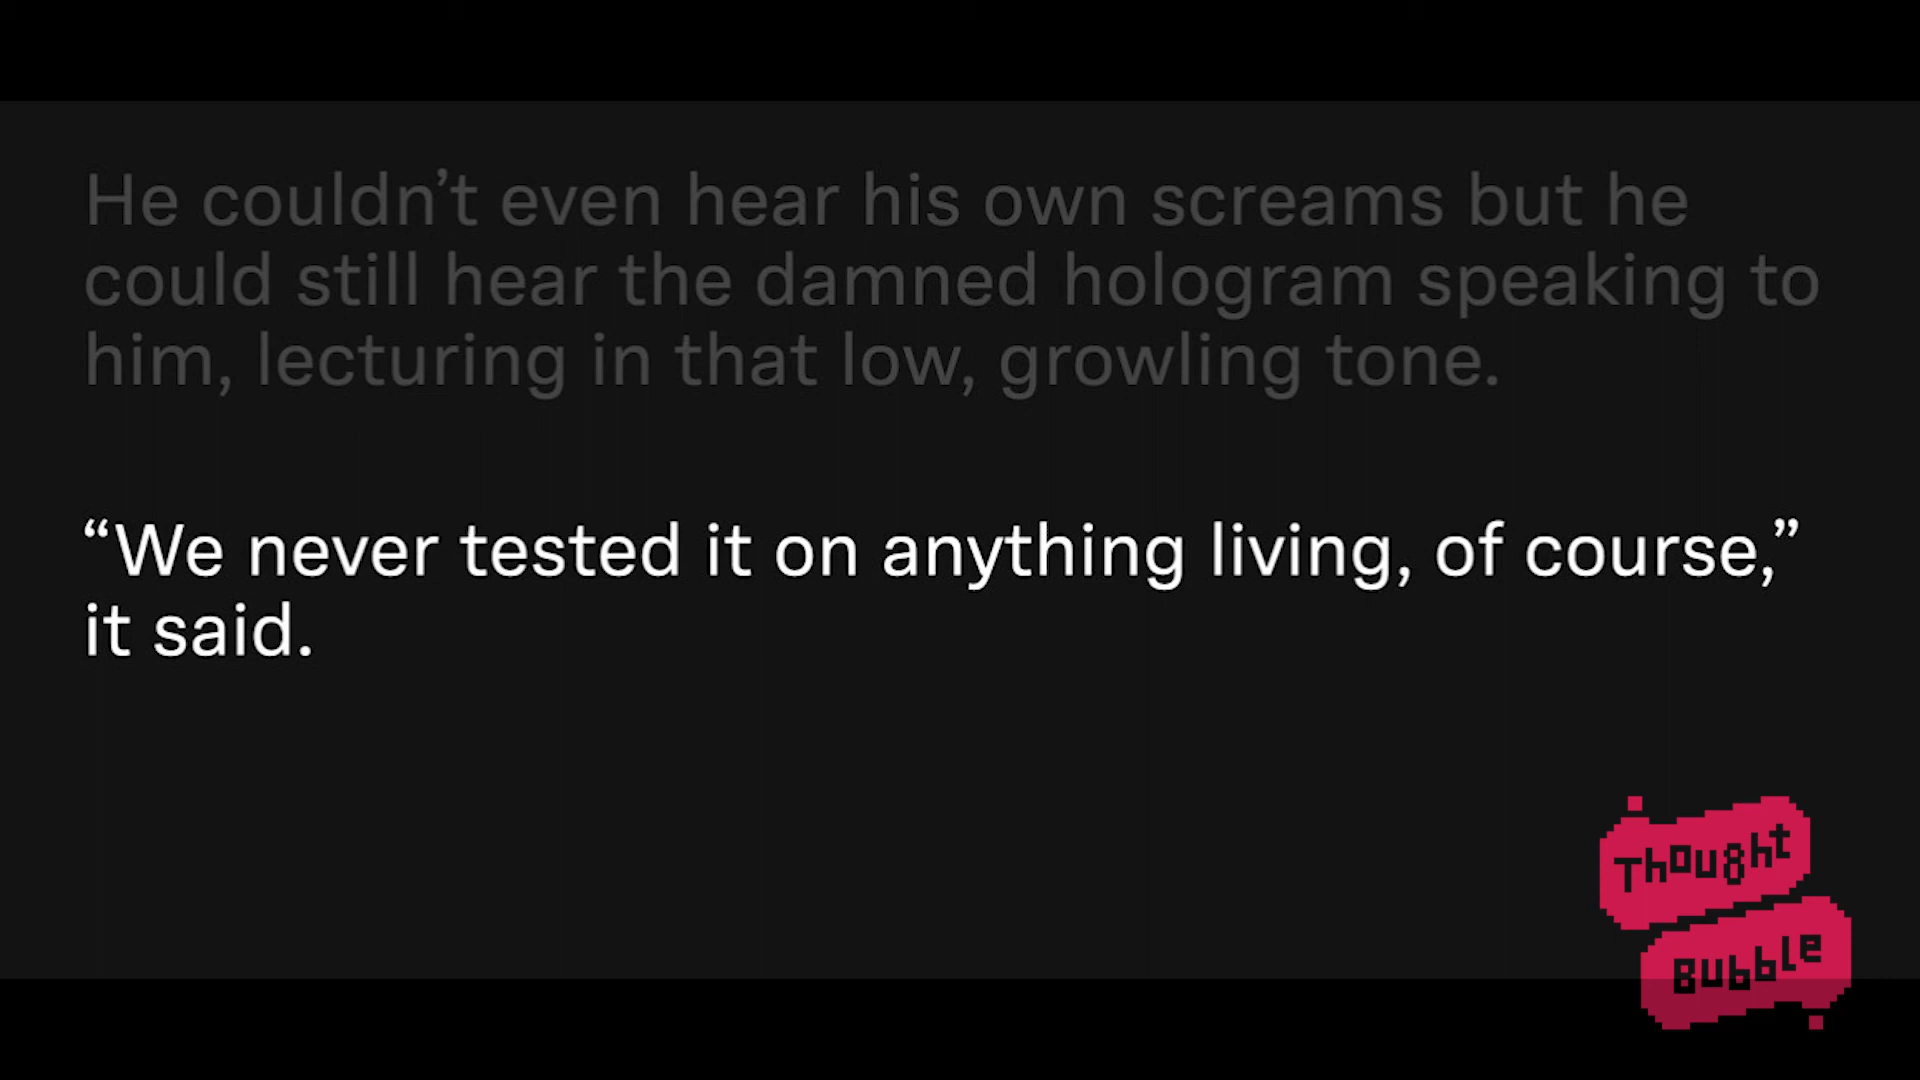 He couldn’t even hear his own screams but he
could still hear the damned hologram speaking to
him, lecturing in that low, growling tone.
“We never tested it on anything living, of course,”
it said.
Thought
Bubble